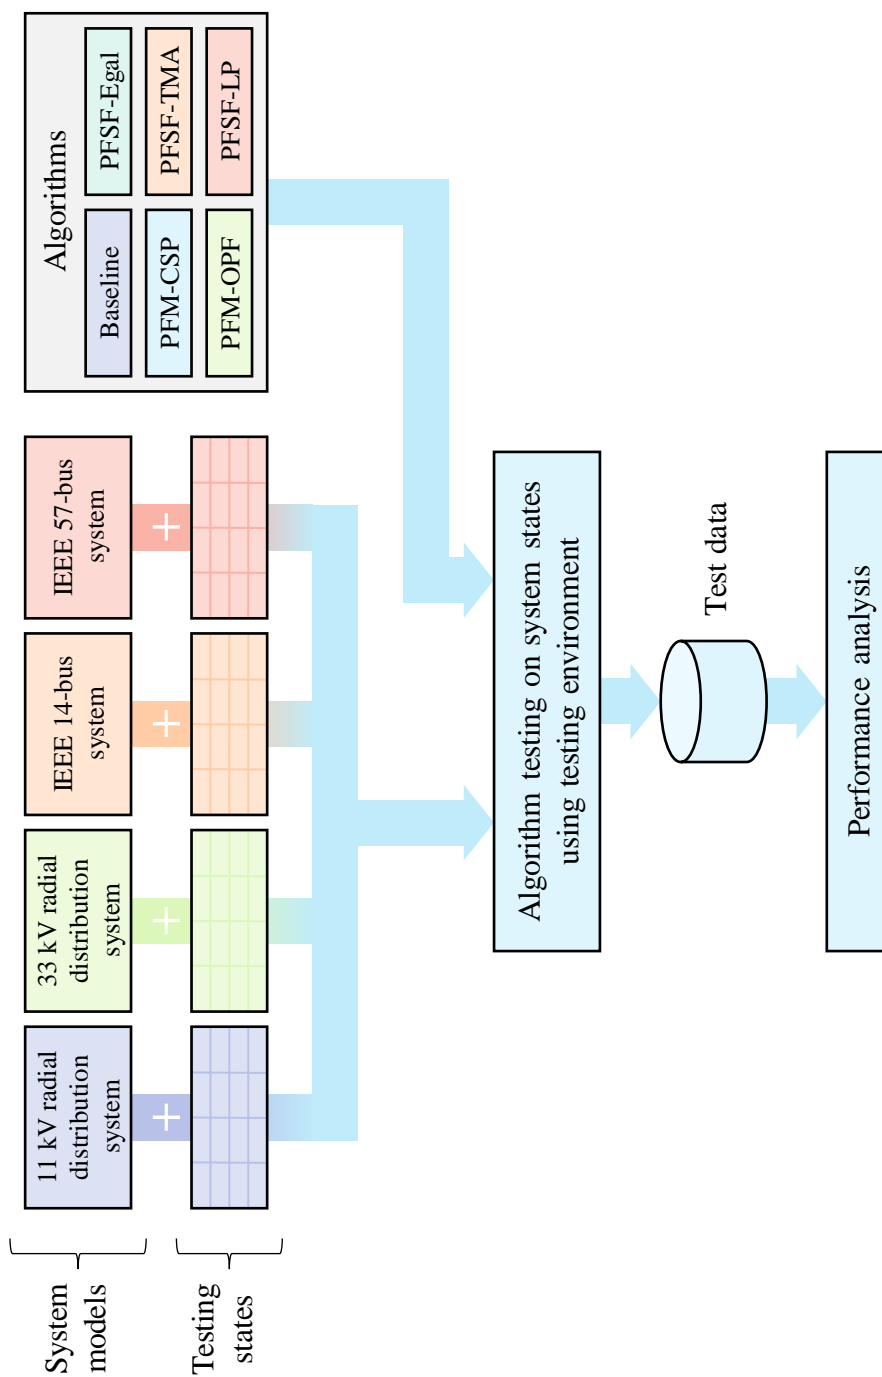 System
models
11 kV radial
distribution
system
33 kV radial
distribution
system
IEEE 14-bus
system
IEEE 57-bus
system
Algorithms
Baseline
PFSF-Egal
PFM-CSP
PFSF-TMA
PFM-OPF
PFSF-LP
Testing
states
+
+
+
+
Algorithm testing on system states
using testing environment
Test data
Performance analysis